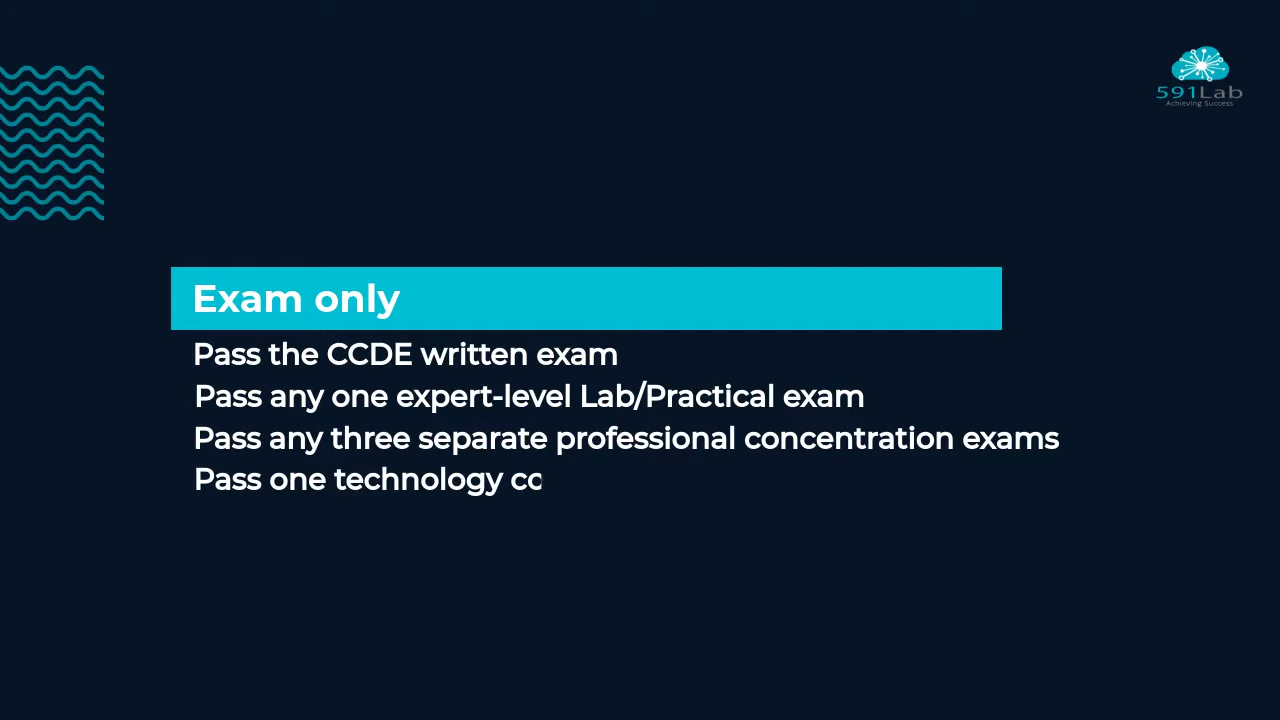 591Lab
Achieving Success
Exam only
Pass the CCDE written exam
Pass any one expert-level Lab/Practical exam
Pass any three separate professional concentration exams
Pass one technology